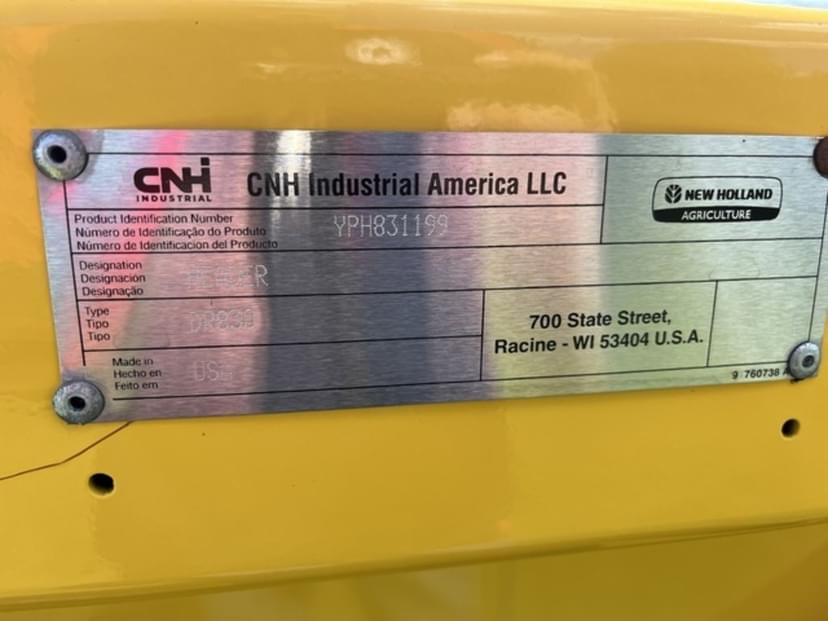 CNH
INDUSTRIAL
CNH Industrial America LLC
NEW HOLLAND
AGRICULTURE
Product Identification Number
Número de Identificação do Produto
Número de Identificacion del Producto
YPH831199
Designation
Designacion
Designação
Type
Tipo
Tipo
700 State Street,
Racine - WI 53404 U.S.A.
Made in
Hecho en
Feito em
760738